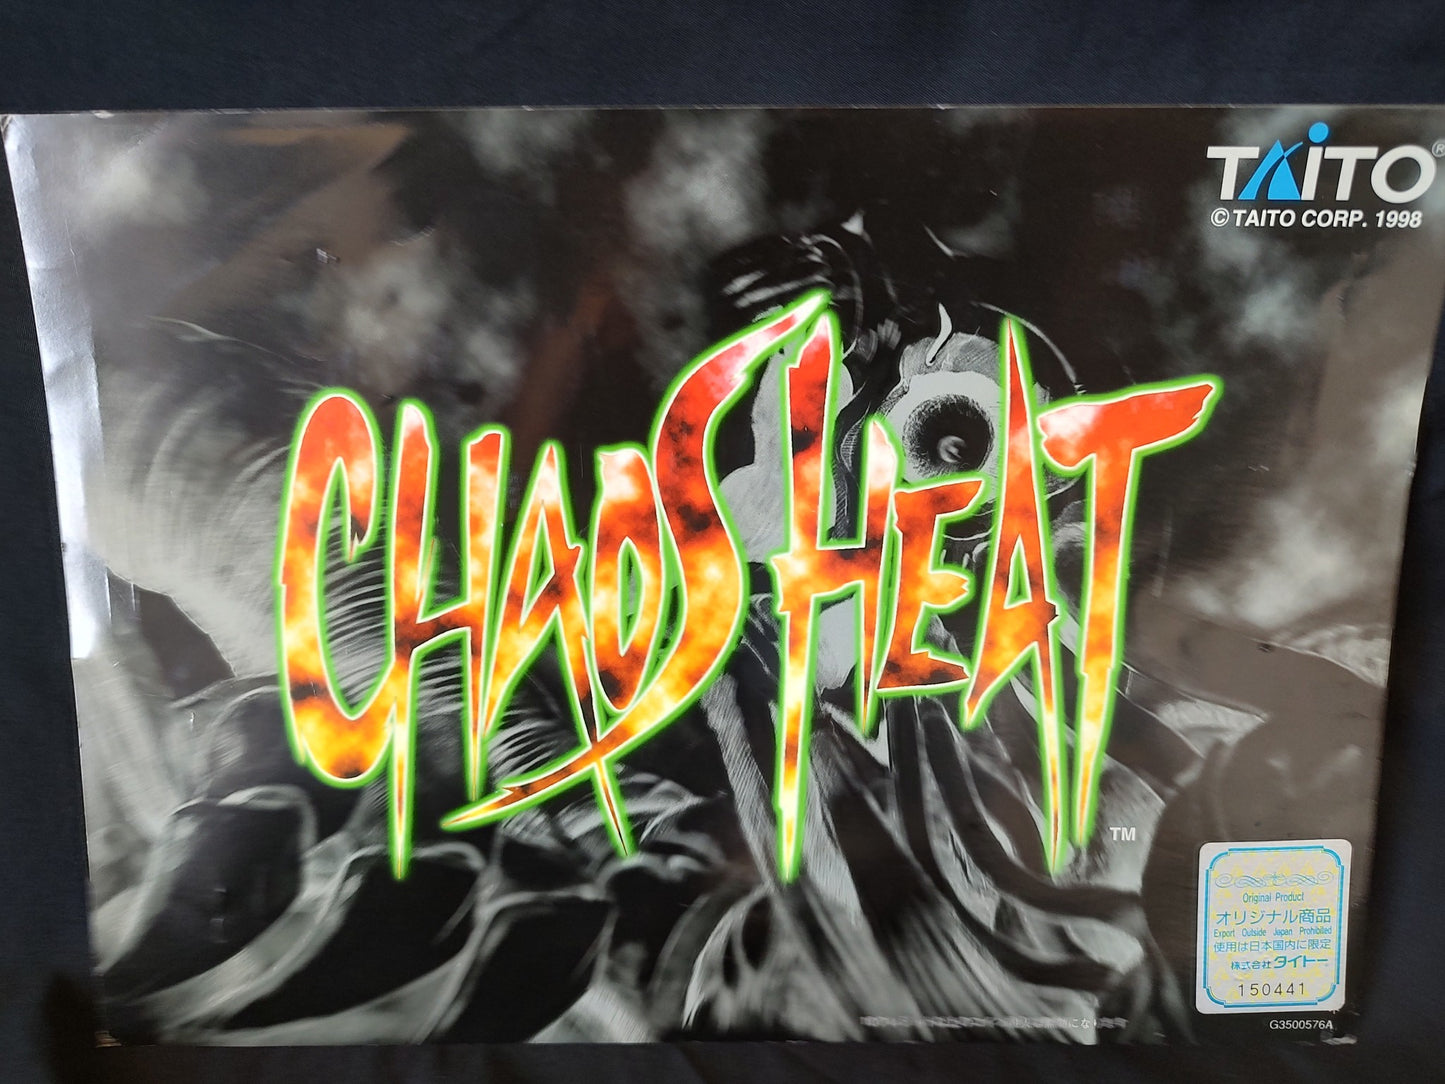 TAITO®
© TAITO CORP. 1998
CHAOS HEAT
TM
Original Product
オリジナル商品
Export Outside Japan Prohibited
使用は日本国内に限定
株式会社タイトー
150441
G3500576A